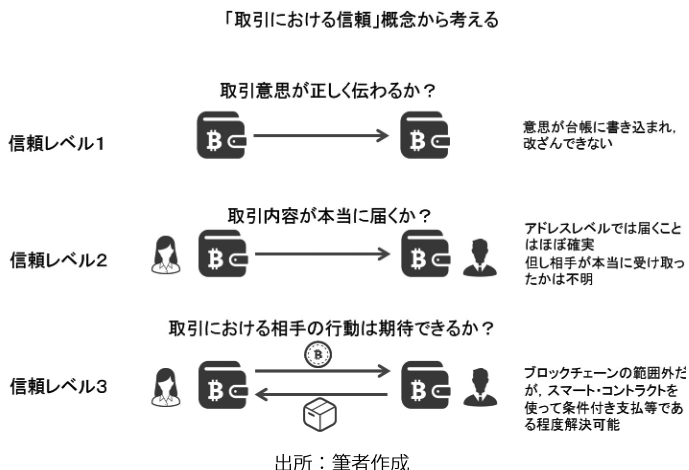 「取引における信頼」概念から考える
取引意思が正しく伝わるか？
信頼レベル1
意思が台帳に書き込まれ,
改ざんできない
取引内容が本当に届くか？
信頼レベル2
アドレスレベルでは届くこと
はほぼ確実
但し相手が本当に受け取っ
たかは不明
取引における相手の行動は期待できるか？
信頼レベル3
ブロックチェーンの範囲外だ
が, スマート・コントラクトを
使って条件付き支払等であ
る程度解決可能
出所：筆者作成